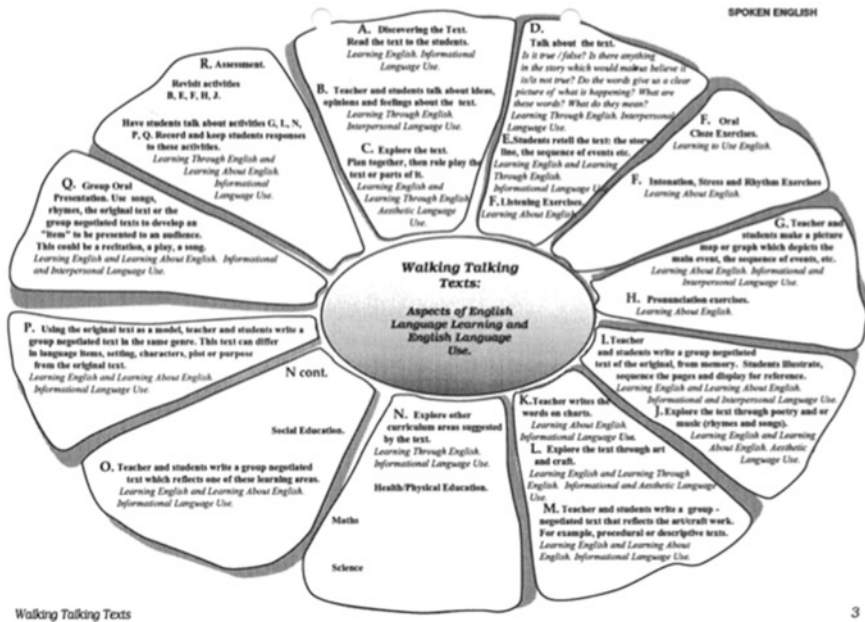 SPOKEN ENGLISH
A. Discovering the Text.
Read the text to the students.
Learning English. Informational
Language Use.
B. Teacher and students talk about ideas,
opinions and feelings about the text.
Learning Through English.
Interpersonal Language Use.
C. Explore the text.
Plan together, then role play the
text or parts of it.
Learning English and
Learning Through English
Aesthetic Language
Use.
D.
Talk about the text.
Is it true / false? Is there anything
in the story which would make us believe it
is/is not true? Do the words give us a clear
picture of what is happening? What are
these words? What do they mean?
Learning Through English. Interpersonal
Language Use.
E. Students retell the text: the story
line, the sequence of events etc.
Learning English and Learning
Through English.
Informational Language Use.
F. Listening Exercises.
Learning About English.
F. Oral
Cloze Exercises.
Learning to Use English.
F. Intonation, Stress and Rhythm Exercises
Learning About English.
G. Teacher and
students make a picture
map or graph which depicts the
main event, the sequence of events, etc.
Learning About English. Informational and
Interpersonal Language Use.
H. Pronunciation exercises.
Learning About English.
I. Teacher
and students write a group negotiated
text of the original, from memory. Students illustrate,
sequence the pages and display for reference.
Learning English and Learning About English.
Informational and Interpersonal Language Use.
J. Explore the text through poetry and or
music (rhymes and songs).
Learning English and Learning
About English. Aesthetic
Language Use.
K. Teacher writes the
words on charts.
Learning About English
Informational Language Use.
L. Explore the text through art
and craft.
Learning English and Learning Through
English. Informational and Aesthetic Language
Use.
M. Teacher and students write a group -
negotiated text that reflects the art/craft work.
For example, procedural or descriptive texts.
Learning English and Learning About
English. Informational Language Use.
N. Explore other
curriculum areas suggested
by the text.
Learning Through English.
Informational Language Use.
Health/Physical Education.
Maths
Science
N cont.
Social Education.
O. Teacher and students write a group negotiated
text which reflects one of these learning areas.
Learning English and Learning About English.
Informational Language Use.
P. Using the original text as a model, teacher and students write a
group negotiated text in the same genre. This text can differ
in language items, setting, characters, plot or purpose
from the original text.
Learning English and Learning About English.
Informational Language Use.
Q. Group Oral
Presentation. Use songs,
rhymes, the original text or the
group negotiated texts to develop an
"item" to be presented to an audience.
This could be a recitation, a play, a song.
Learning English and Learning About English. Informational
and Interpersonal Language Use.
R. Assessment.
Revisit activities
B, E, F, H, J.
Have students talk about activities G, L, N,
P, Q. Record and keep students responses
to these activities.
Learning Through English and
Learning About English.
Informational
Language Use.
Walking Talking
Texts:
Aspects of English
Language Learning and
English Language
Use.
Walking Talking Texts
3